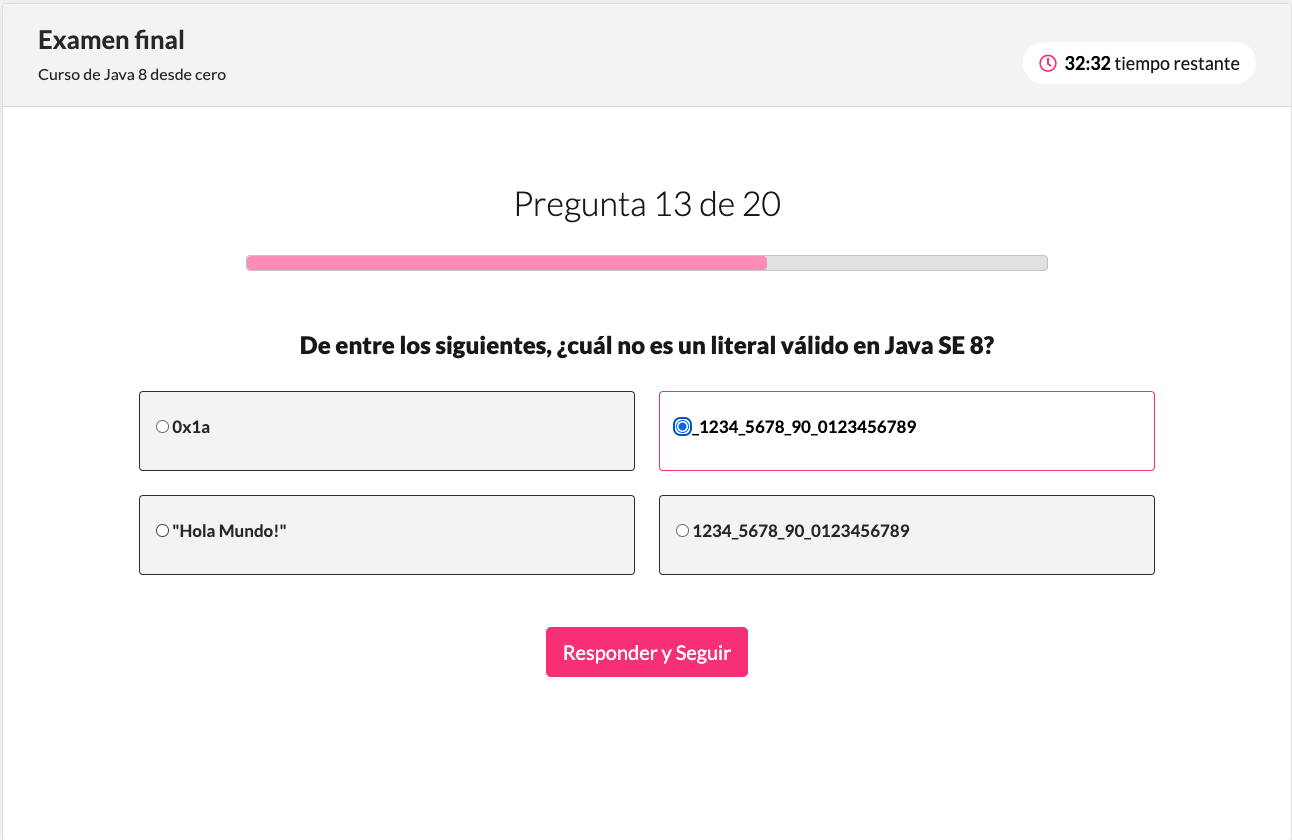 Examen final
Curso de Java 8 desde cero
32:32 tiempo restante
Pregunta 13 de 20
De entre los siguientes, ¿cuál no es un literal válido en Java SE 8?
0x1a
_1234_5678_90_0123456789
"Hola Mundo!"
1234_5678_90_0123456789
Responder y Seguir